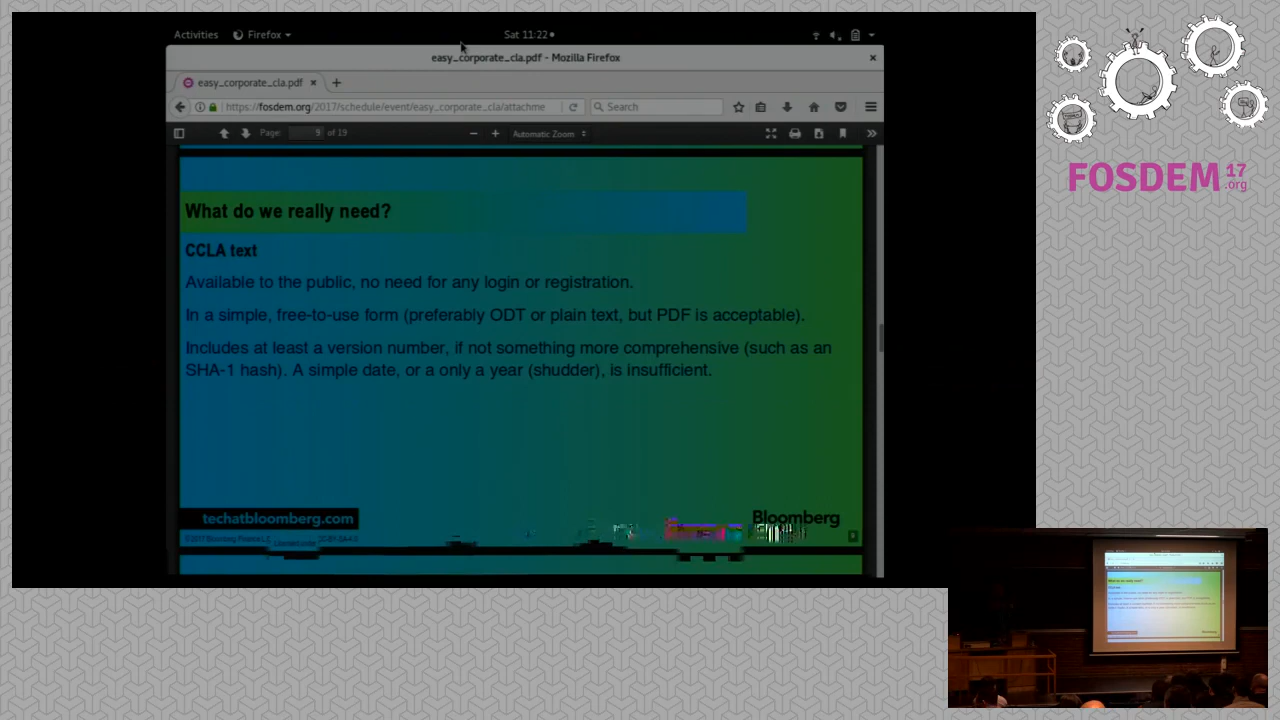 Activities
Firefox
Sat 11:22
easy_corporate_cla.pdf - Mozilla Firefox
easy_corporate_cla.pdf
https://fosdem.org/2017/schedule/event/easy_corporate_cla/attachme
Search
Page: 9 of 19
Automatic Zoom
What do we really need?
CCLA text
Available to the public, no need for any login or registration.
In a simple, free-to-use form (preferably ODT or plain text, but PDF is acceptable).
Includes at least a version number, if not something more comprehensive (such as an
SHA-1 hash). A simple date, or a only a year (shudder), is insufficient.
techatbloomberg.com
Bloomberg
FOSDEM 17
.org